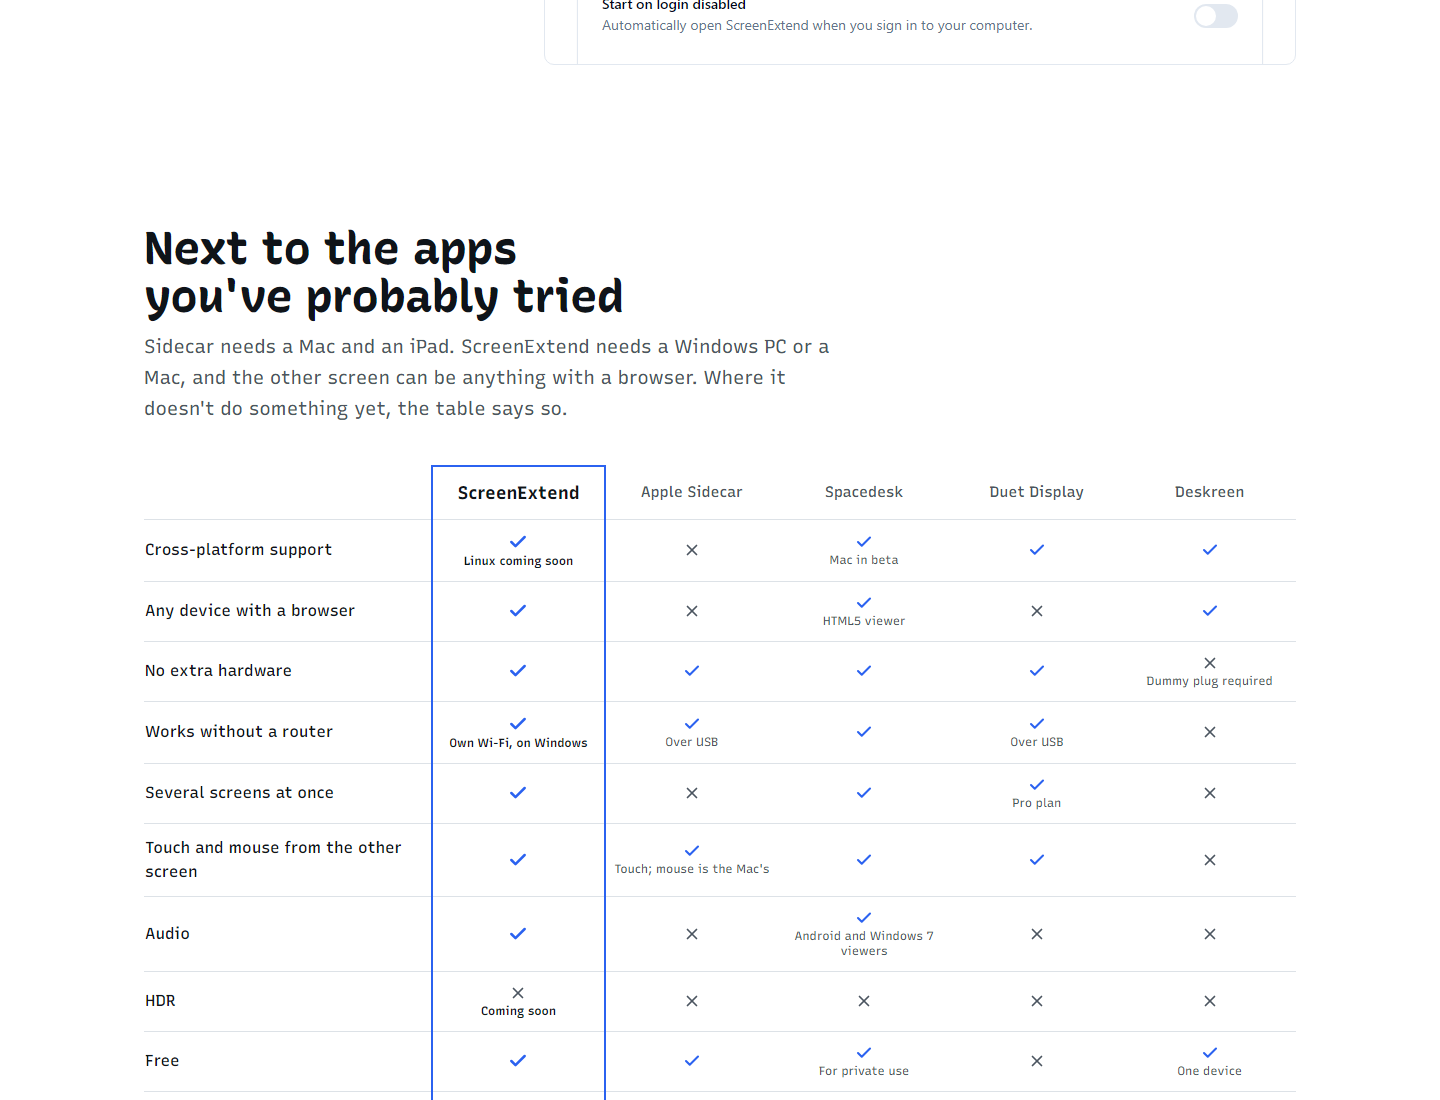 Start on login disabled
Automatically open ScreenExtend when you sign in to your computer.
Next to the apps
you've probably tried
Sidecar needs a Mac and an iPad. ScreenExtend needs a Windows PC or a
Mac, and the other screen can be anything with a browser. Where it
doesn't do something yet, the table says so.
ScreenExtend Apple Sidecar Spacedesk Duet Display Deskreen
Cross-platform support
Linux coming soon
Mac in beta
Any device with a browser
HTML5 viewer
No extra hardware
Dummy plug required
Works without a router
Own Wi-Fi, on Windows
Over USB
Over USB
Several screens at once
Pro plan
Touch and mouse from the other
screen
Touch; mouse is the Mac's
Audio
Android and Windows 7
viewers
HDR
Coming soon
Free
For private use
One device